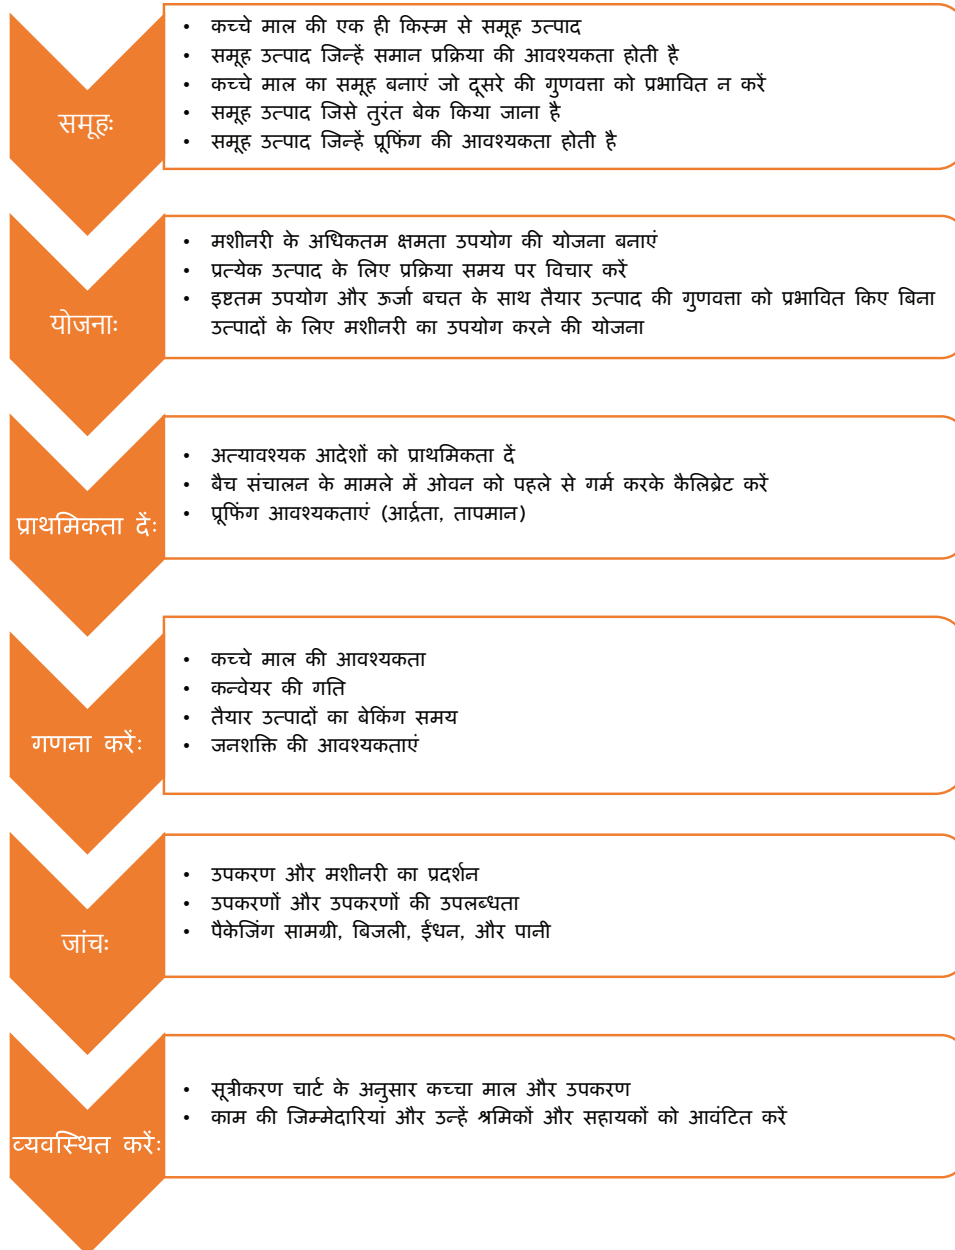 समूहः
• कच्चे माल की एक ही किस्म से समूह उत्पाद
• समूह उत्पाद जिन्हें समान प्रक्रिया की आवश्यकता होती है
• कच्चे माल का समूह बनाएं जो दूसरे की गुणवत्ता को प्रभावित न करें
• समूह उत्पाद जिसे तुरंत बेक किया जाना है
• समूह उत्पाद जिन्हें प्रूफिंग की आवश्यकता होती है
योजनाः
• मशीनरी के अधिकतम क्षमता उपयोग की योजना बनाएं
• प्रत्येक उत्पाद के लिए प्रक्रिया समय पर विचार करें
• इष्टतम उपयोग और ऊर्जा बचत के साथ तैयार उत्पाद की गुणवत्ता को प्रभावित किए बिना
उत्पादों के लिए मशीनरी का उपयोग करने की योजना
प्राथमिकता देंः
• अत्यावश्यक आदेशों को प्राथमिकता दें
• बैच संचालन के मामले में ओवन को पहले से गर्म करके कैलिब्रेट करें
• प्रूफिंग आवश्यकताएं (आर्द्रता, तापमान)
गणना करेंः
• कच्चे माल की आवश्यकता
• कन्वेयर की गति
• तैयार उत्पादों का बेकिंग समय
• जनशक्ति की आवश्यकताएं
जांचः
• उपकरण और मशीनरी का प्रदर्शन
• उपकरणों और उपकरणों की उपलब्धता
• पैकेजिंग सामग्री, बिजली, ईंधन, और पानी
व्यवस्थित करेंः
• सूत्रीकरण चार्ट के अनुसार कच्चा माल और उपकरण
• काम की जिम्मेदारियां और उन्हें श्रमिकों और सहायकों को आवंटित करें